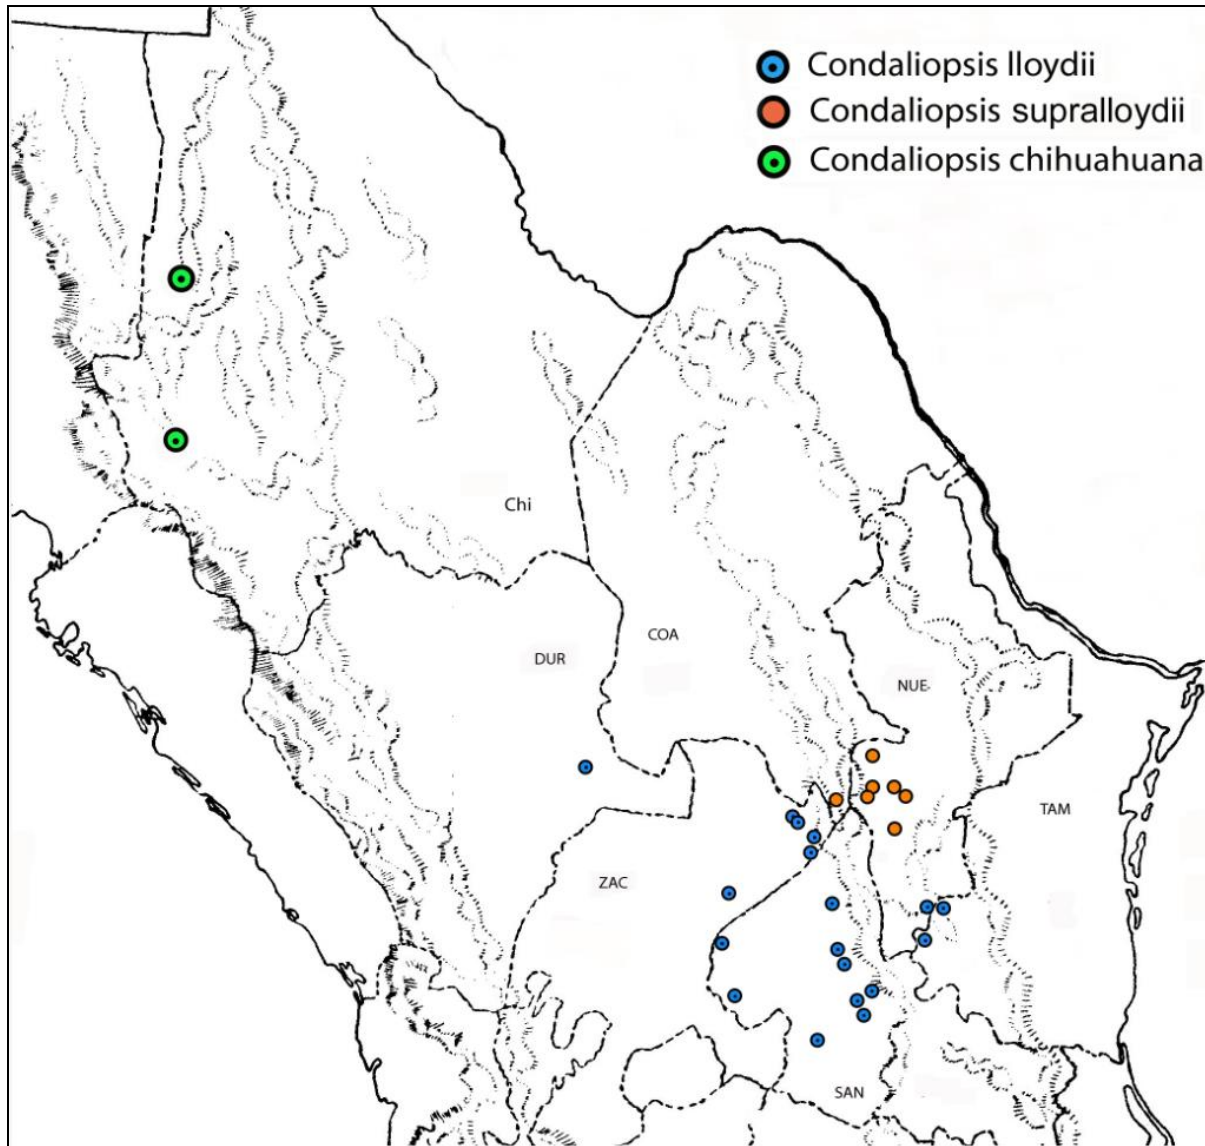 Condaliopsis lloydii
Condaliopsis supralloydii
Condaliopsis chihuahuana
Chi
COA
DUR
NUE
TAM
ZAC
SAN